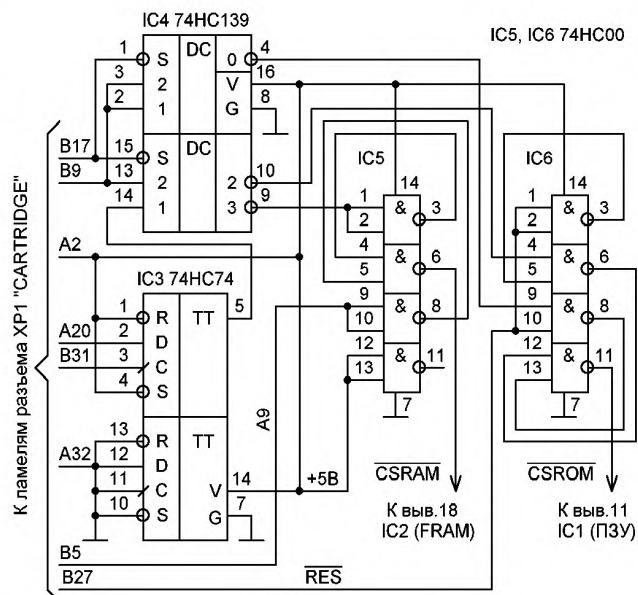 IC4 74HC139
IC5, IC6 74HC00
1 S DC 0 4
3 2 V 16
2 1 G 8
B17 15 S DC
B9 13 2 2 10
14 1 3 9
IC5
IC6
14
14
1 & 3
2
4 & 6
5
9 & 8
10
12 & 11
13
7
1 & 3
2
4 & 6
5
9 & 8
10
12 & 11
13
7
A2
IC3 74HC74
1 R TT 5
A20 2 D
B31 3 C
4 S
13 R TT
A32 12 D
11 C V 14
10 S G 7
+5В
A9
B5
B27
RES
CSRAM
К выв.18
IC2 (FRAM)
CSROM
К выв.11
IC1 (ПЗУ)
К ламелям разъема XP1 "CARTRIDGE"